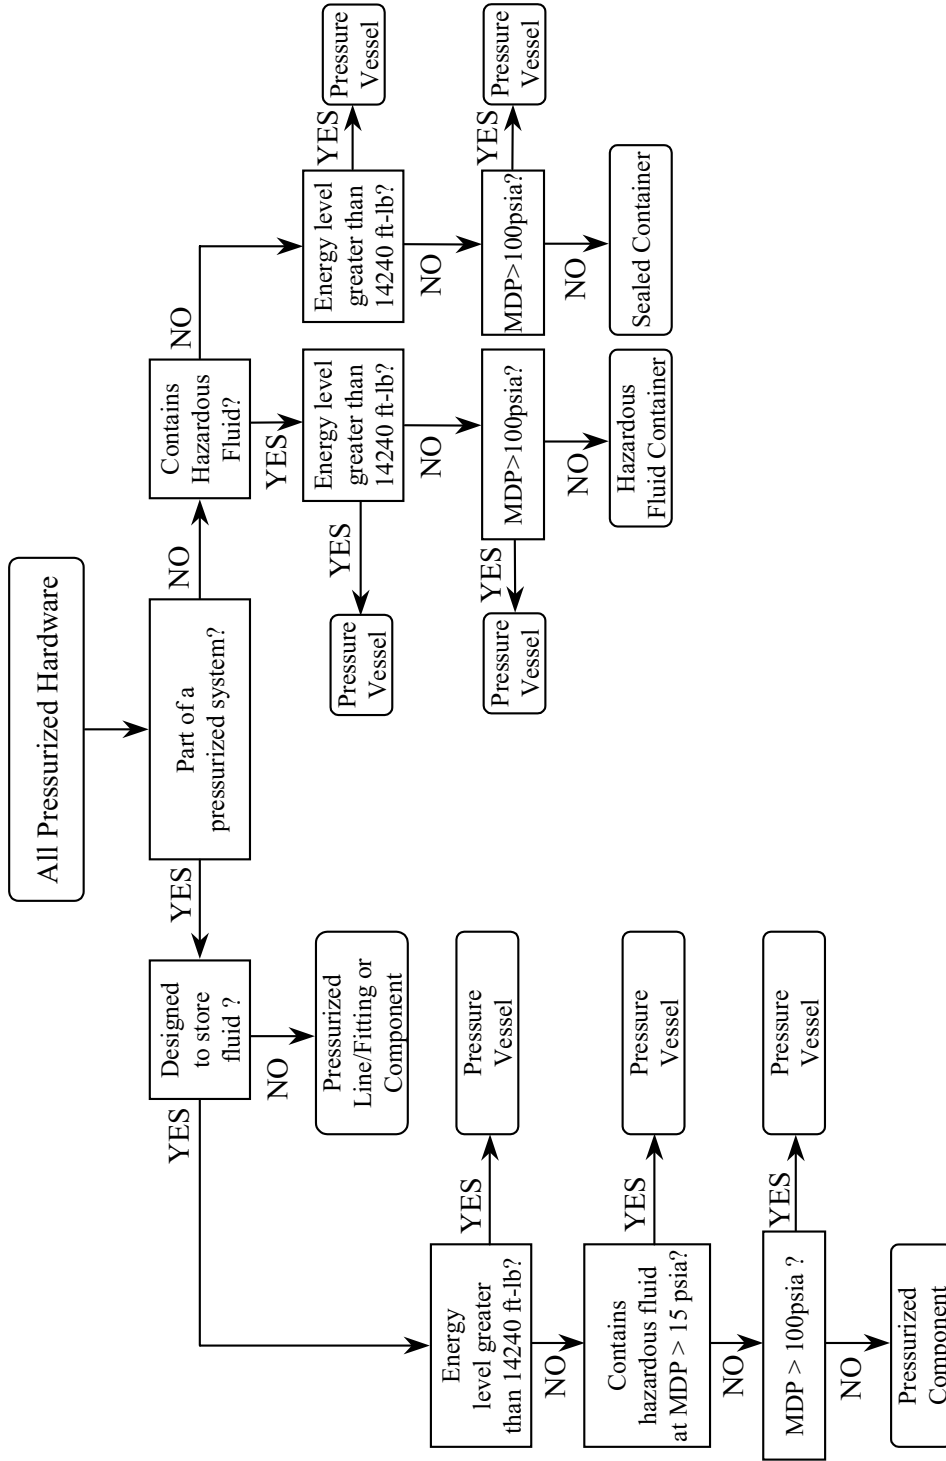 All Pressurized Hardware
Part of a
pressurized system?
YES
NO
Designed
to store
fluid ?
YES
NO
Pressurized
Line/Fitting or
Component
Energy
level greater
than 14240 ft-lb?
YES
Pressure
Vessel
NO
Contains
hazardous fluid
at MDP > 15 psia?
YES
Pressure
Vessel
NO
MDP > 100psia ?
YES
Pressure
Vessel
NO
Pressurized
Component
Contains
Hazardous
Fluid?
YES
NO
Energy level
greater than
14240 ft-lb?
YES
Pressure
Vessel
NO
MDP>100psia?
YES
Pressure
Vessel
NO
Hazardous
Fluid Container
Energy level
greater than
14240 ft-lb?
YES
Pressure
Vessel
NO
MDP>100psia?
YES
Pressure
Vessel
NO
Sealed Container